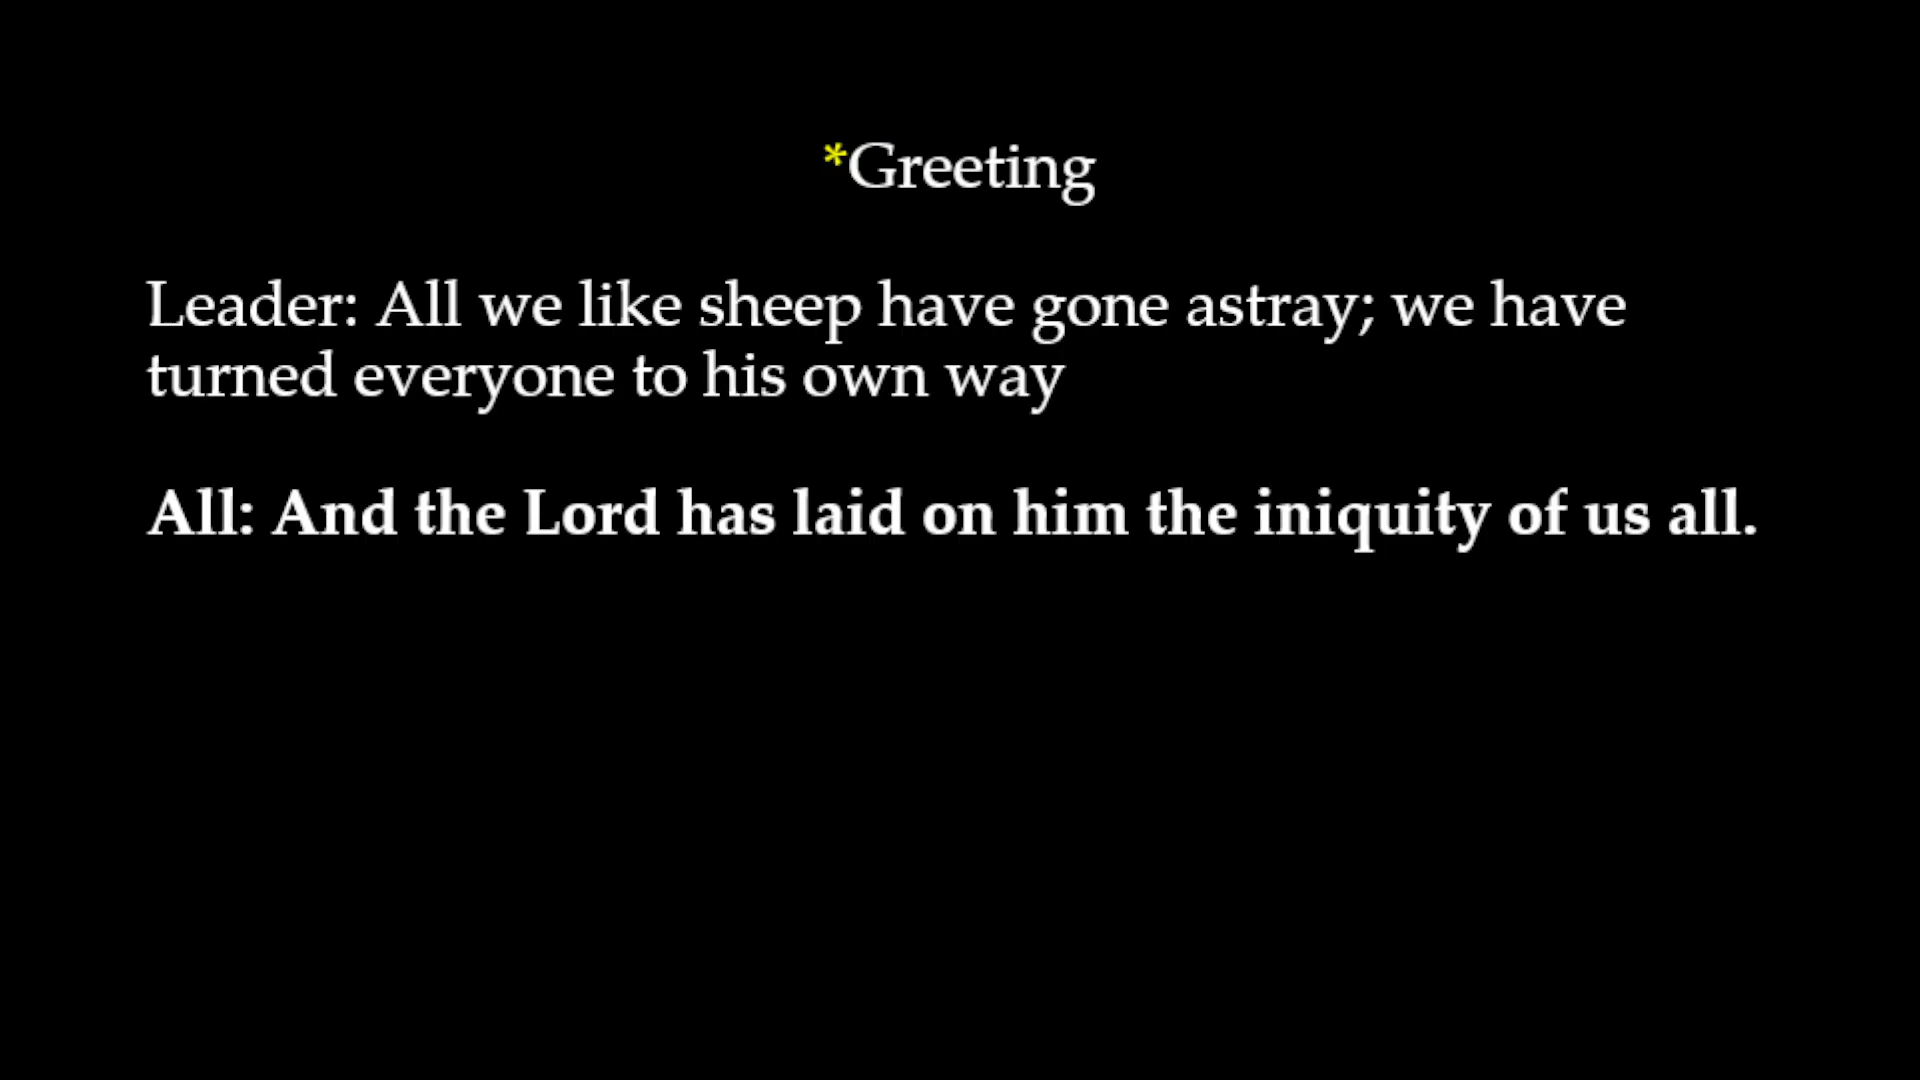 *Greeting
Leader: All we like sheep have gone astray; we have
turned everyone to his own way
All: And the Lord has laid on him the iniquity of us all.